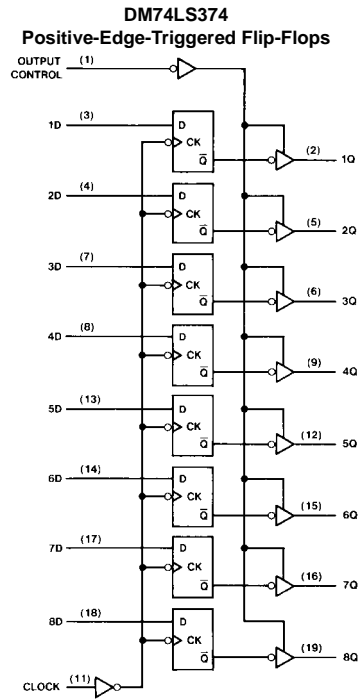 DM74LS374
Positive-Edge-Triggered Flip-Flops
OUTPUT CONTROL (1)
1D (3) D CK Q̅ (2) 1Q
2D (4) D CK Q̅ (5) 2Q
3D (7) D CK Q̅ (6) 3Q
4D (8) D CK Q̅ (9) 4Q
5D (13) D CK Q̅ (12) 5Q
6D (14) D CK Q̅ (15) 6Q
7D (17) D CK Q̅ (16) 7Q
8D (18) D CK Q̅ (19) 8Q
CLOCK (11)